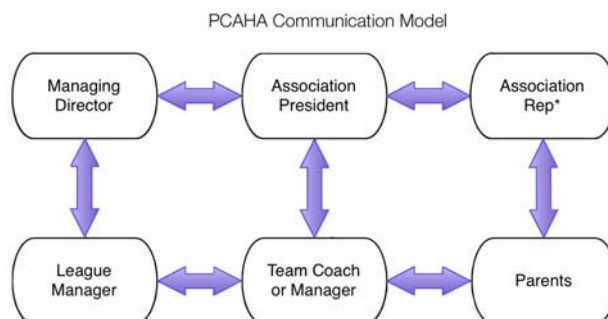 PCAHA Communication Model
Managing
Director
Association
President
Association
Rep*
League
Manager
Team Coach
or Manager
Parents